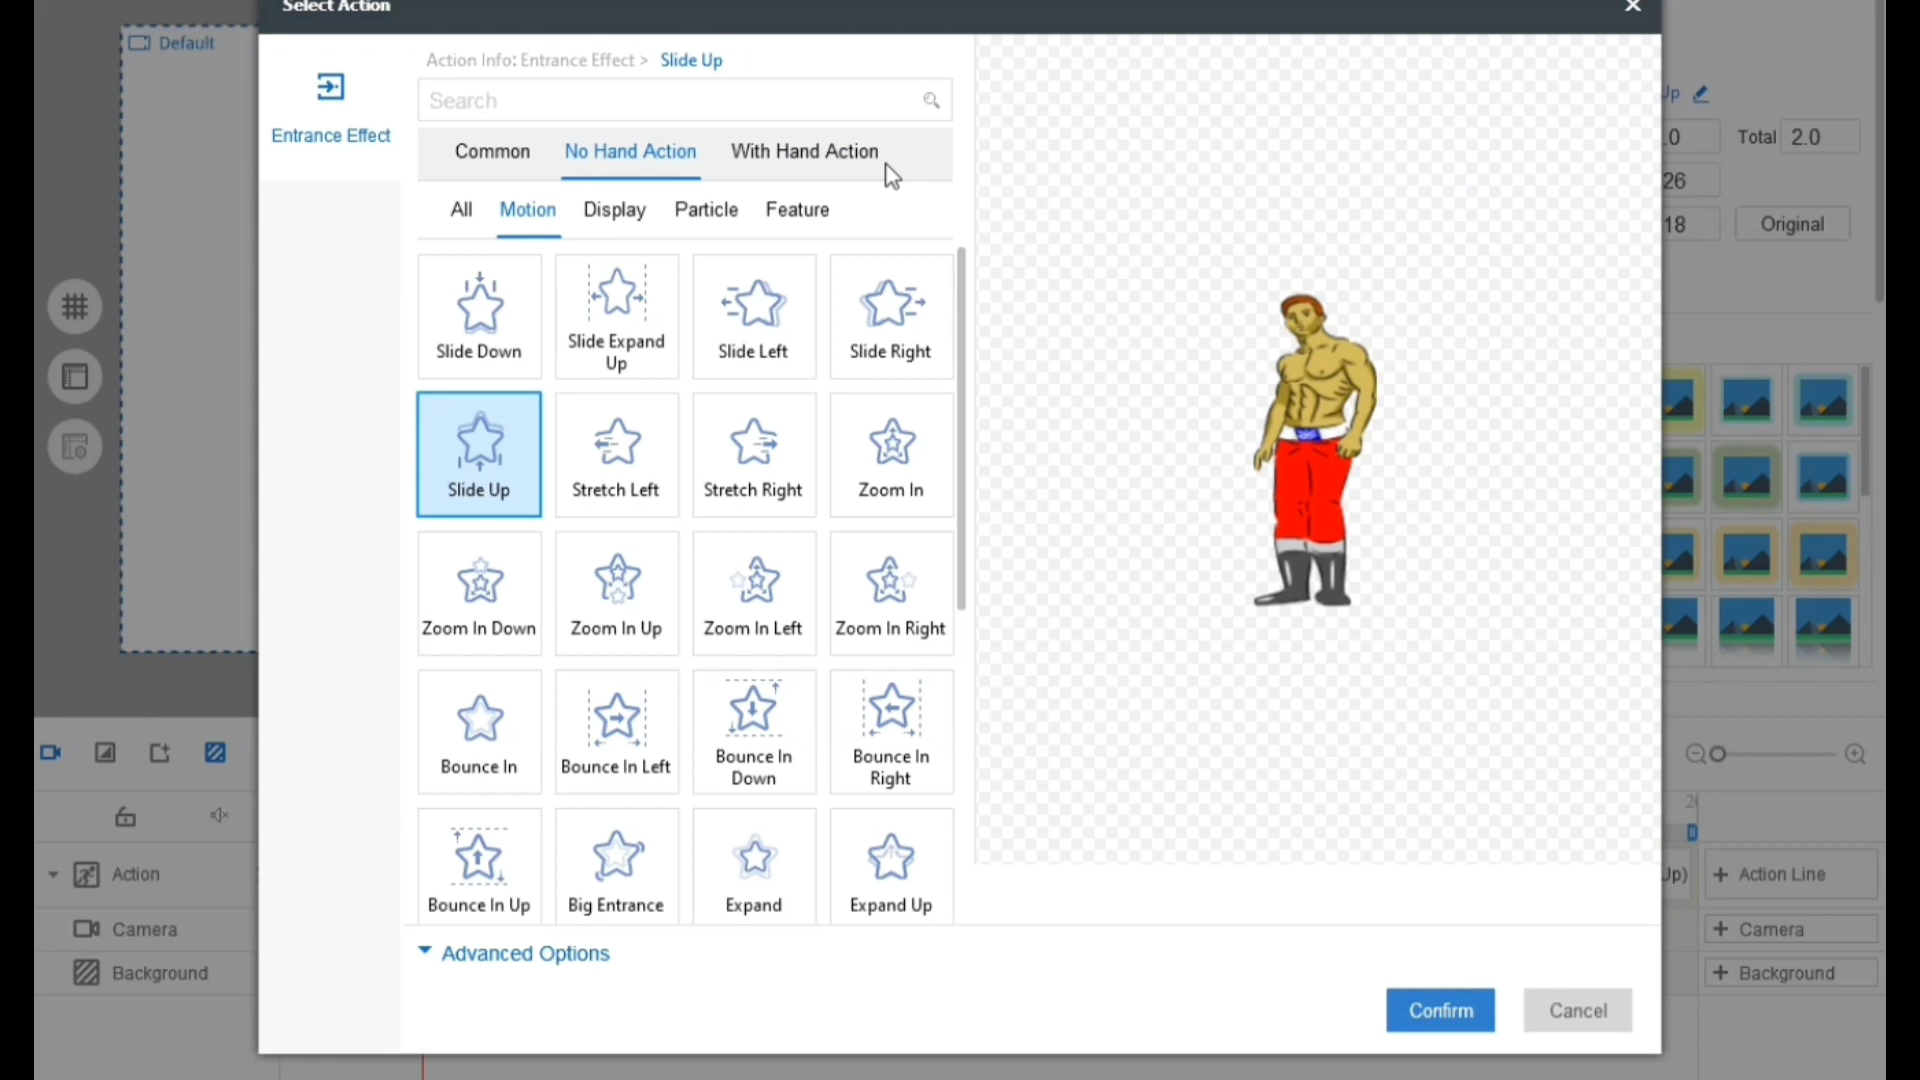 Select Action
Default
Action Info: Entrance Effect > Slide Up
Search
Entrance Effect
Common No Hand Action With Hand Action
All Motion Display Particle Feature
Slide Down
Slide Expand
Up
Slide Left
Slide Right
Slide Up
Stretch Left
Stretch Right
Zoom In
Zoom In Down
Zoom In Up
Zoom In Left
Zoom In Right
Bounce In
Bounce In Left
Bounce In
Down
Bounce In
Right
Bounce In Up
Big Entrance
Expand
Expand Up
Advanced Options
Confirm
Cancel
Up
.0 Total 2.0
26
18 Original
Action
Up) + Action Line
Camera
+ Camera
Background
+ Background